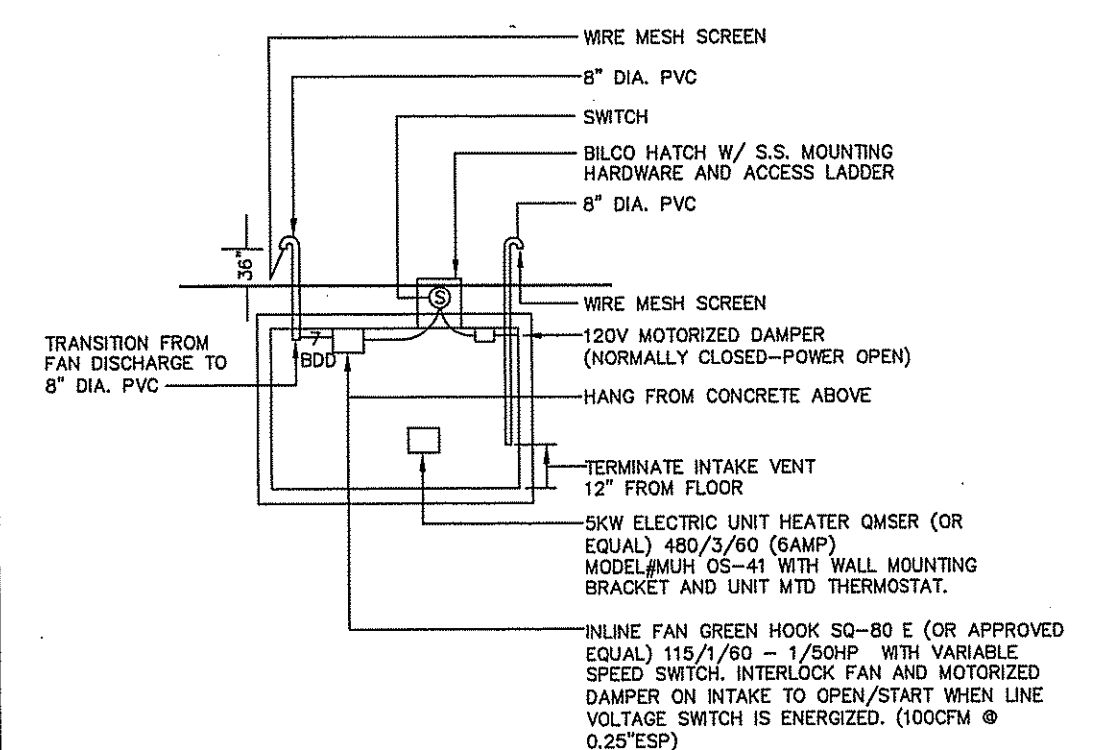 WIRE MESH SCREEN
8" DIA. PVC
SWITCH
BILCO HATCH W/ S.S. MOUNTING
HARDWARE AND ACCESS LADDER
8" DIA. PVC
36"
S
WIRE MESH SCREEN
120V MOTORIZED DAMPER
(NORMALLY CLOSED-POWER OPEN)
TRANSITION FROM
FAN DISCHARGE TO
8" DIA. PVC
BDD
HANG FROM CONCRETE ABOVE
TERMINATE INTAKE VENT
12" FROM FLOOR
5KW ELECTRIC UNIT HEATER QMSER (OR
EQUAL) 480/3/60 (6AMP)
MODEL#MUH OS-41 WITH WALL MOUNTING
BRACKET AND UNIT MTD THERMOSTAT.
INLINE FAN GREEN HOOK SQ-80 E (OR APPROVED
EQUAL) 115/1/60 - 1/50HP WITH VARIABLE
SPEED SWITCH. INTERLOCK FAN AND MOTORIZED
DAMPER ON INTAKE TO OPEN/START WHEN LINE
VOLTAGE SWITCH IS ENERGIZED. (100CFM @
0.25"ESP)